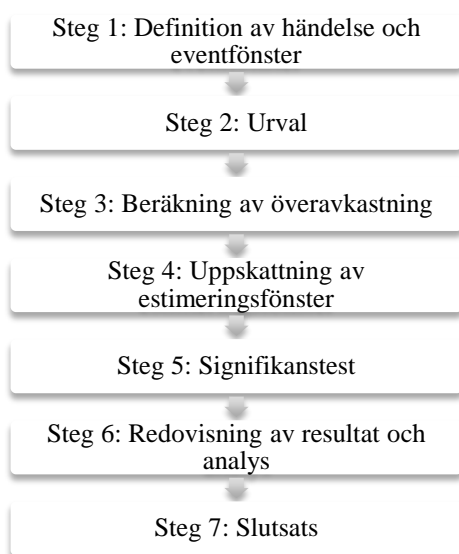 Steg 1: Definition av händelse och
eventfönster
Steg 2: Urval
Steg 3: Beräkning av överavkastning
Steg 4: Uppskattning av
estimeringsfönster
Steg 5: Signifikanstest
Steg 6: Redovisning av resultat och
analys
Steg 7: Slutsats